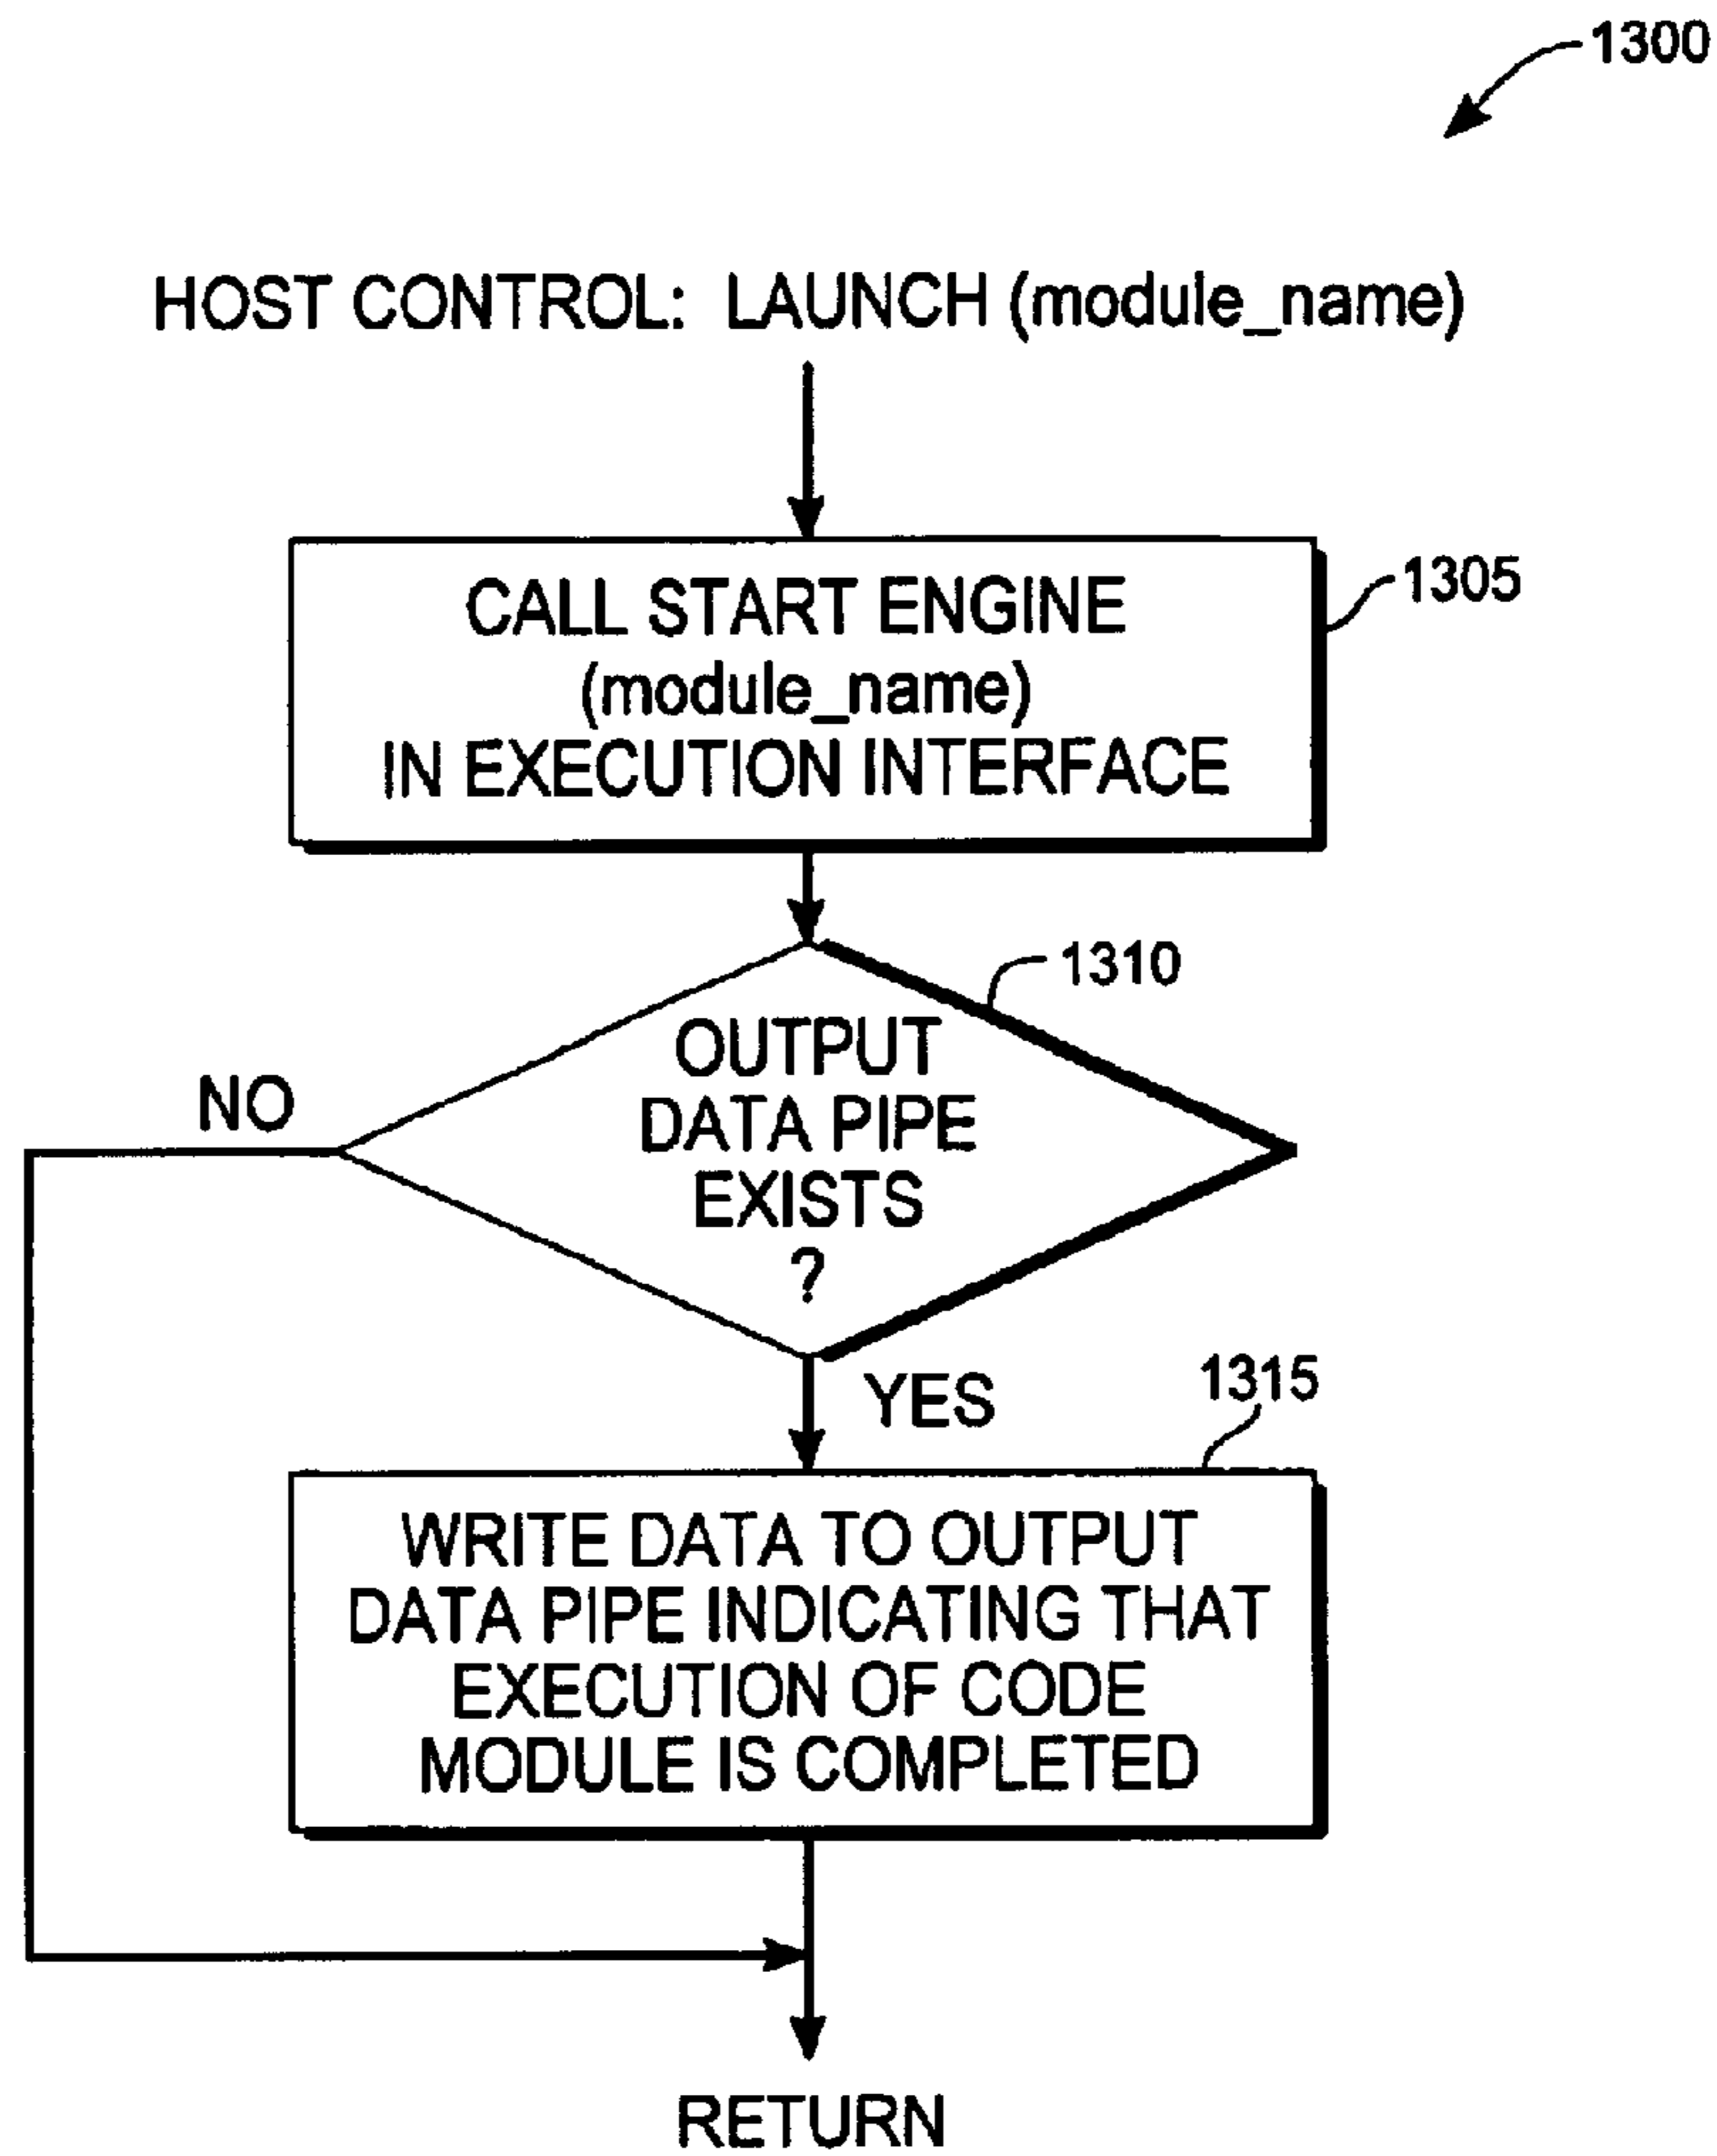 1300
HOST CONTROL: LAUNCH (module_name)
CALL START ENGINE
(module_name)
IN EXECUTION INTERFACE
1305
1310
OUTPUT
DATA PIPE
EXISTS
?
NO
YES
1315
WRITE DATA TO OUTPUT
DATA PIPE INDICATING THAT
EXECUTION OF CODE
MODULE IS COMPLETED
RETURN